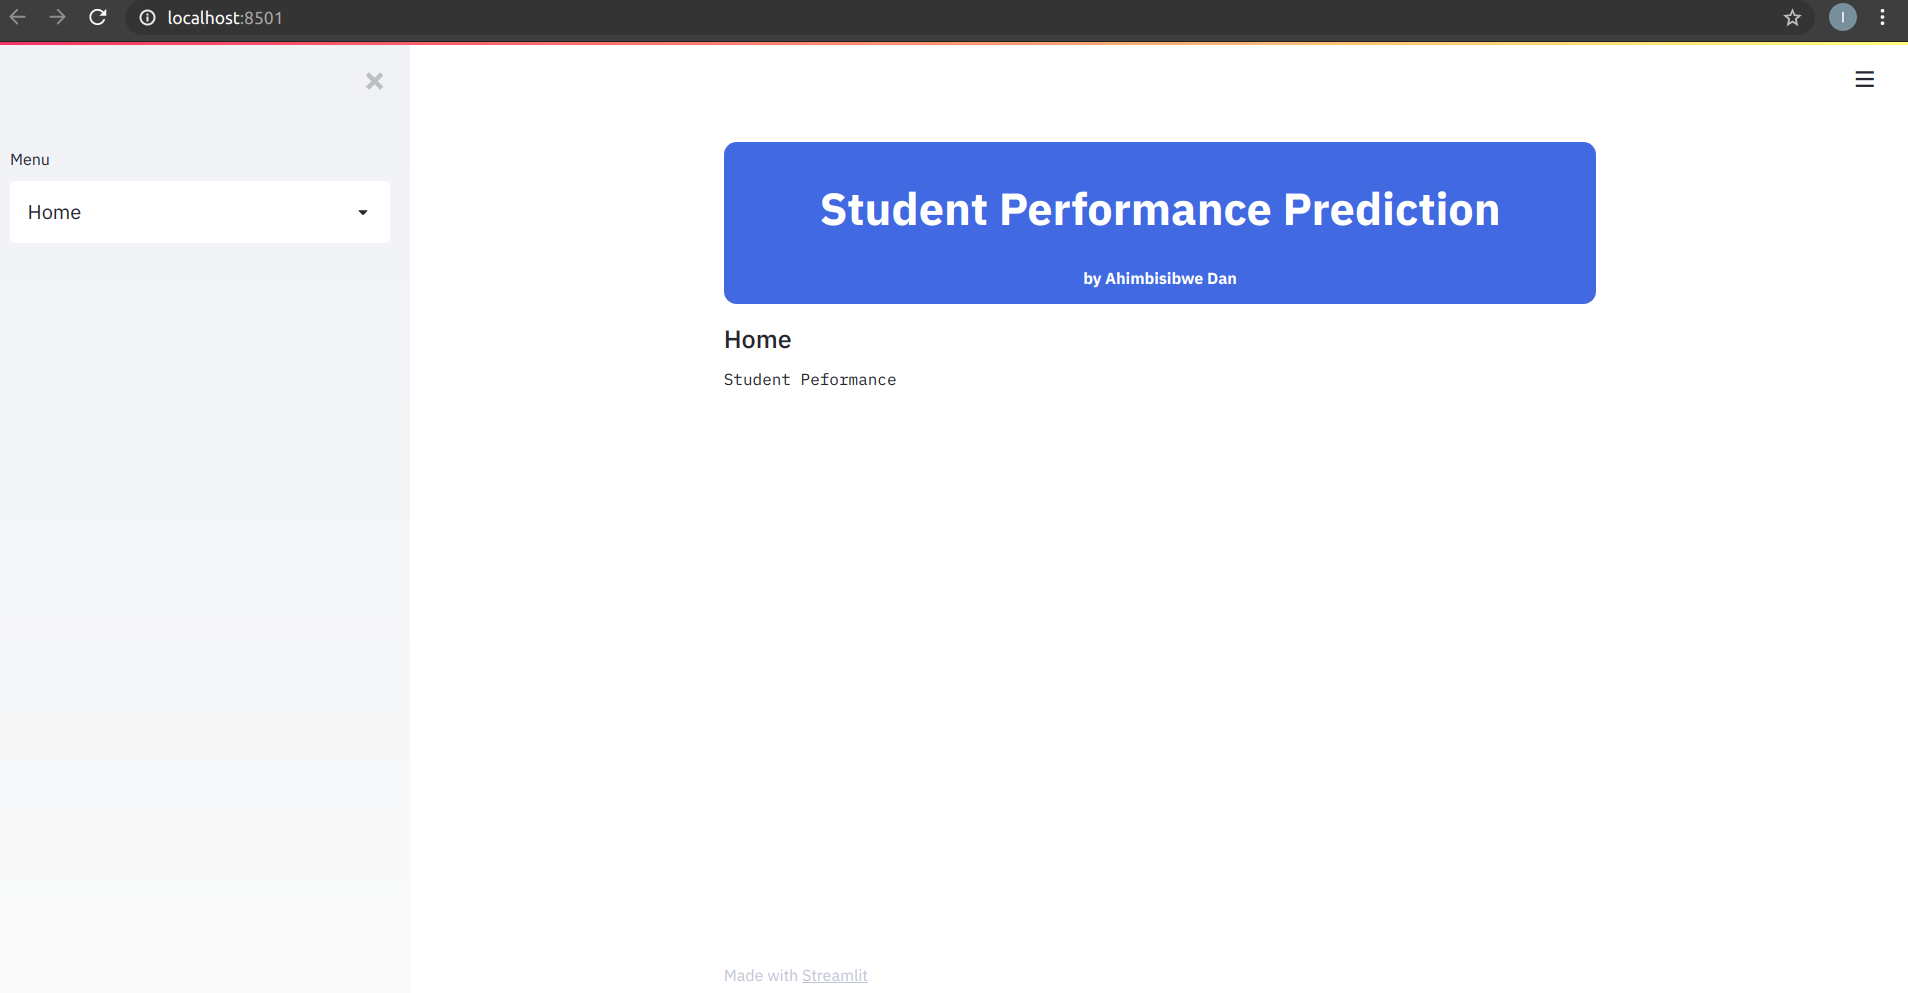 localhost:8501
I
Menu
Home
Student Performance Prediction
by Ahimbisibwe Dan
Home
Student Peformance
Made with Streamlit